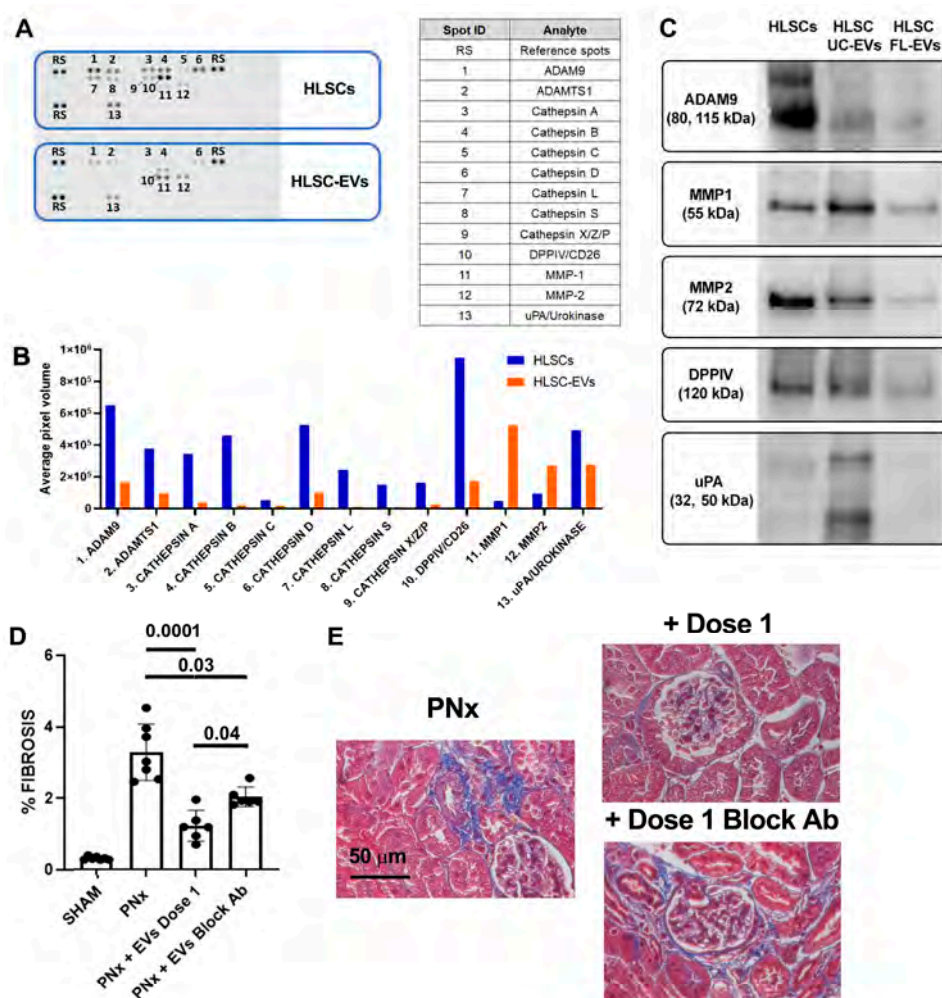 A
RS 1 2 3 4 5 6 RS
7 8 9 10 11 12
RS 13
HLSCs
RS 1 2 3 4 6 RS
10 11 12
RS 13
HLSC-EVs
Spot ID Analyte
RS Reference spots
1 ADAM9
2 ADAMTS1
3 Cathepsin A
4 Cathepsin B
5 Cathepsin C
6 Cathepsin D
7 Cathepsin L
8 Cathepsin S
9 Cathepsin X/Z/P
10 DPPIV/CD26
11 MMP-1
12 MMP-2
13 uPA/Urokinase
C
HLSCs HLSC UC-EVs HLSC FL-EVs
ADAM9
(80, 115 kDa)
MMP1
(55 kDa)
MMP2
(72 kDa)
DPPIV
(120 kDa)
uPA
(32, 50 kDa)
B
Average pixel volume
1×10⁶
8×10⁵
6×10⁵
4×10⁵
2×10⁵
0
HLSCs
HLSC-EVs
1. ADAM9
2. ADAMTS1
3. CATHEPSIN A
4. CATHEPSIN B
5. CATHEPSIN C
6. CATHEPSIN D
7. CATHEPSIN L
8. CATHEPSIN S
9. CATHEPSIN X/Z/P
10. DPPIV/CD26
11. MMP1
12. MMP2
13. uPA/UROKINASE
D
% FIBROSIS
6
4
2
0
0.0001
0.03
0.04
SHAM
PNx
PNx + EVs Dose 1
PNx + EVs Block Ab
E
PNx
50 μm
+ Dose 1
+ Dose 1 Block Ab